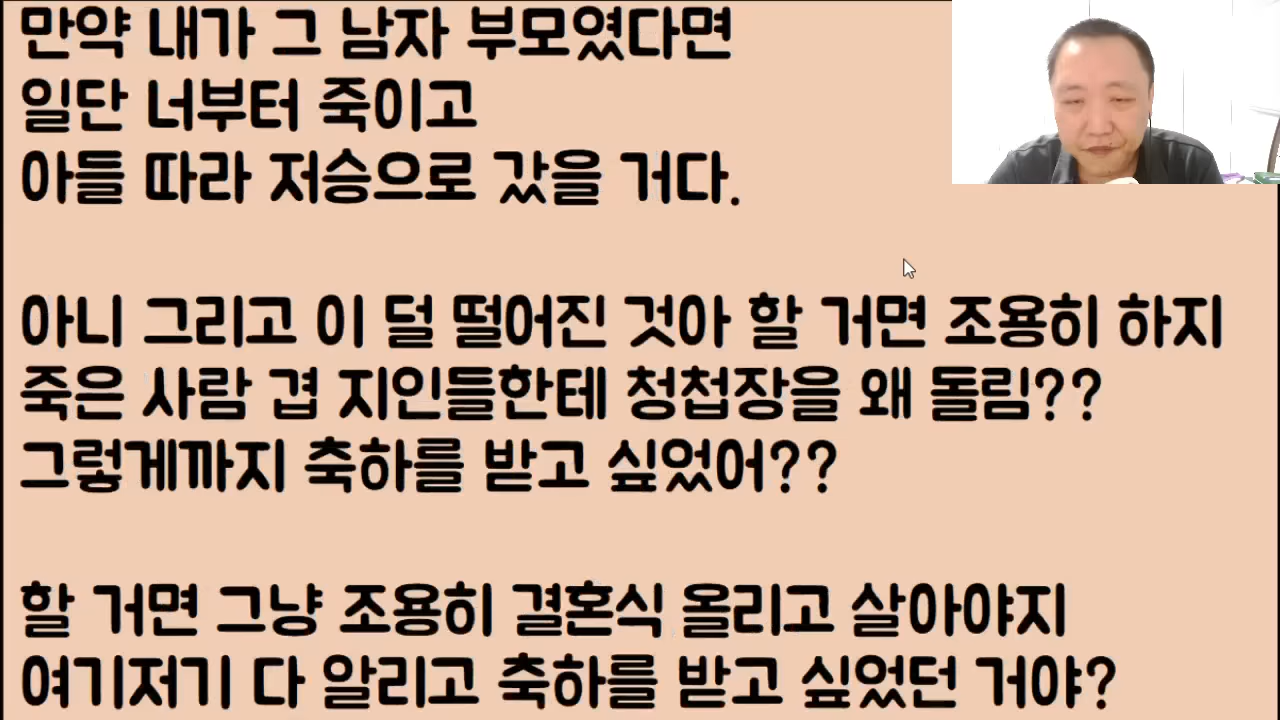 만약 내가 그 남자 부모였다면
일단 너부터 죽이고
아들 따라 저승으로 갔을 거다.
아니 그리고 이 덜 떨어진 것아 할 거면 조용히 하지
죽은 사람 겹 지인들한테 청첩장을 왜 돌림??
그렇게까지 축하를 받고 싶었어??
할 거면 그냥 조용히 결혼식 올리고 살아야지
여기저기 다 알리고 축하를 받고 싶었던 거야?